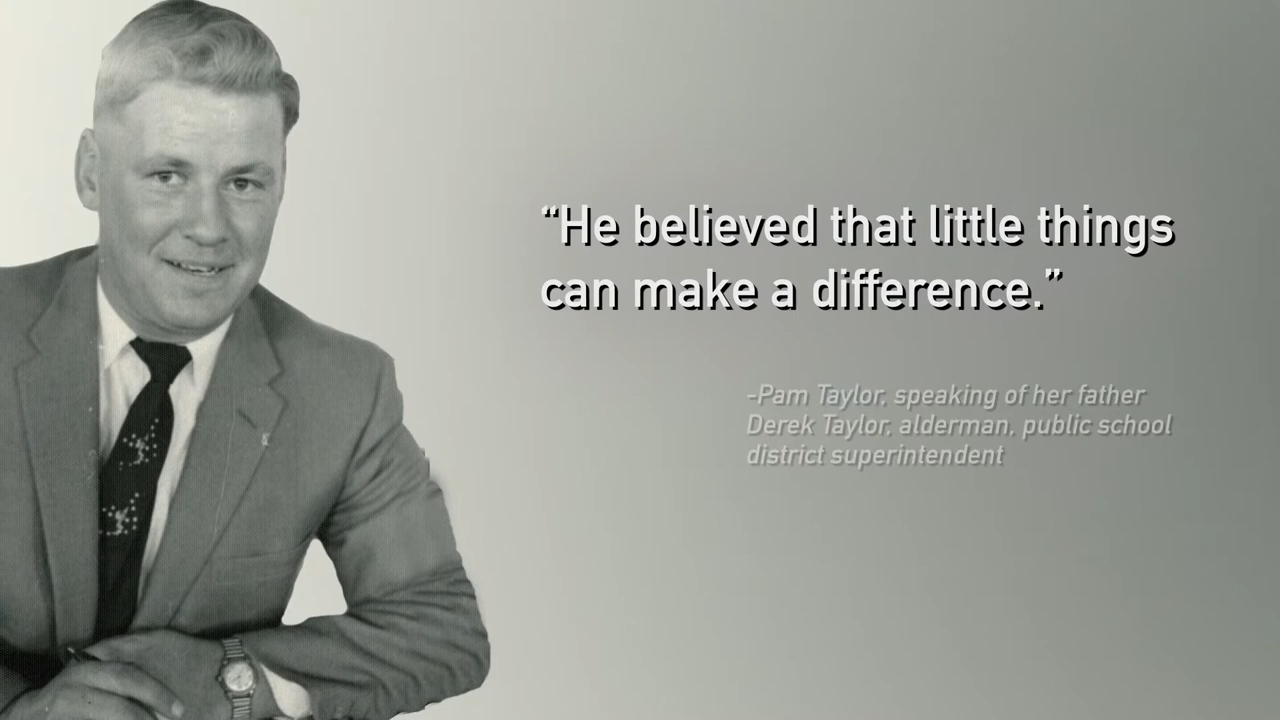 “He believed that little things
can make a difference.”
-Pam Taylor, speaking of her father
Derek Taylor, alderman, public school
district superintendent